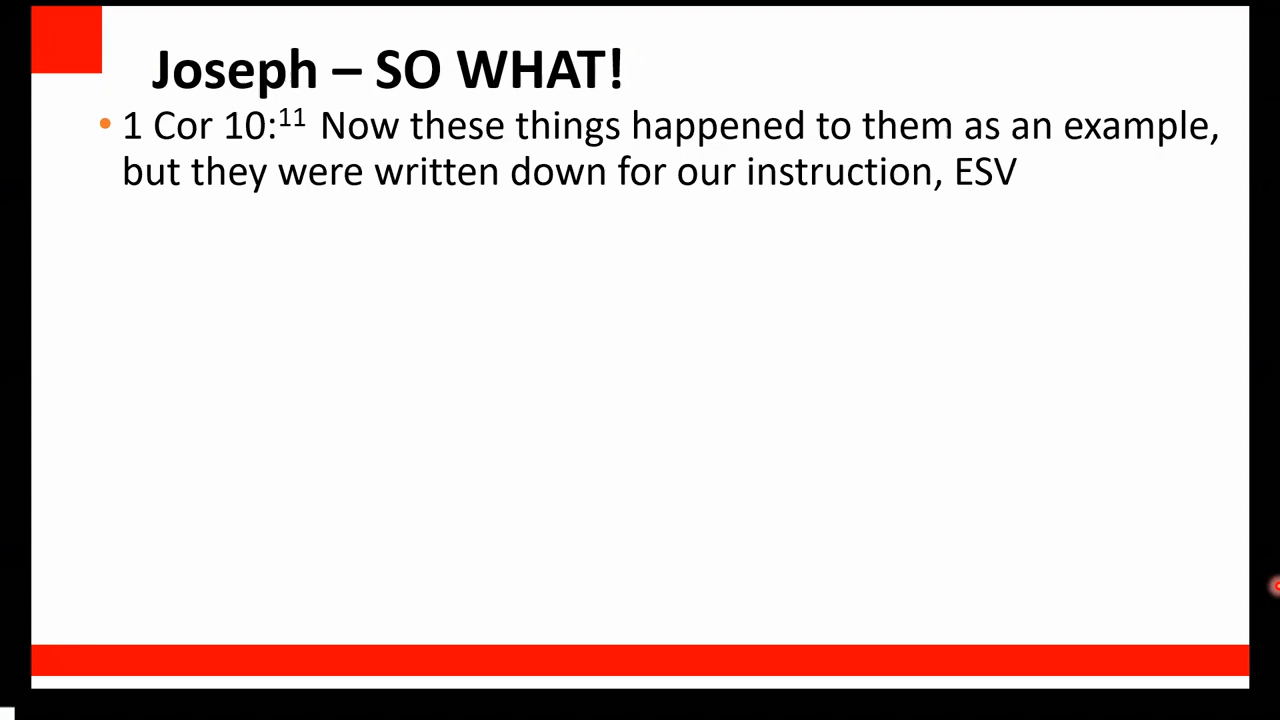 Joseph – SO WHAT!
• 1 Cor 10:¹¹ Now these things happened to them as an example,
but they were written down for our instruction, ESV